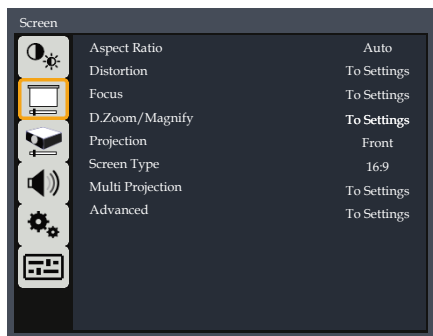 Screen
Aspect Ratio Auto
Distortion To Settings
Focus To Settings
D.Zoom/Magnify To Settings
Projection Front
Screen Type 16:9
Multi Projection To Settings
Advanced To Settings